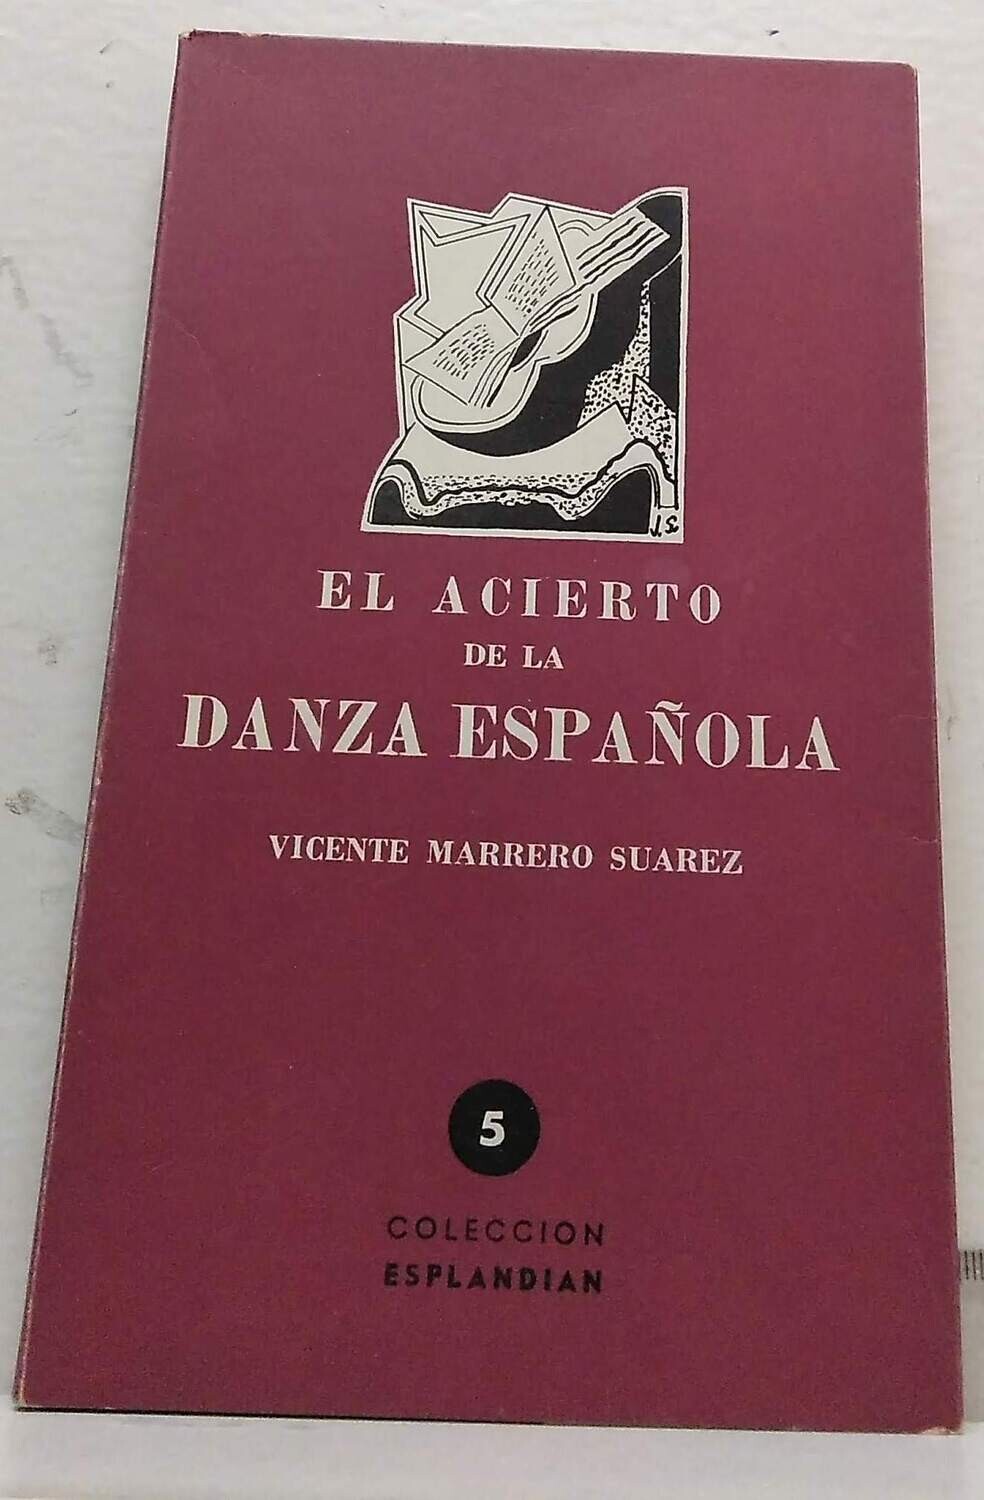 J. S.
EL ACIERTO
DE LA
DANZA ESPAÑOLA
VICENTE MARRERO SUAREZ
5
COLECCION
ESPLANDIAN